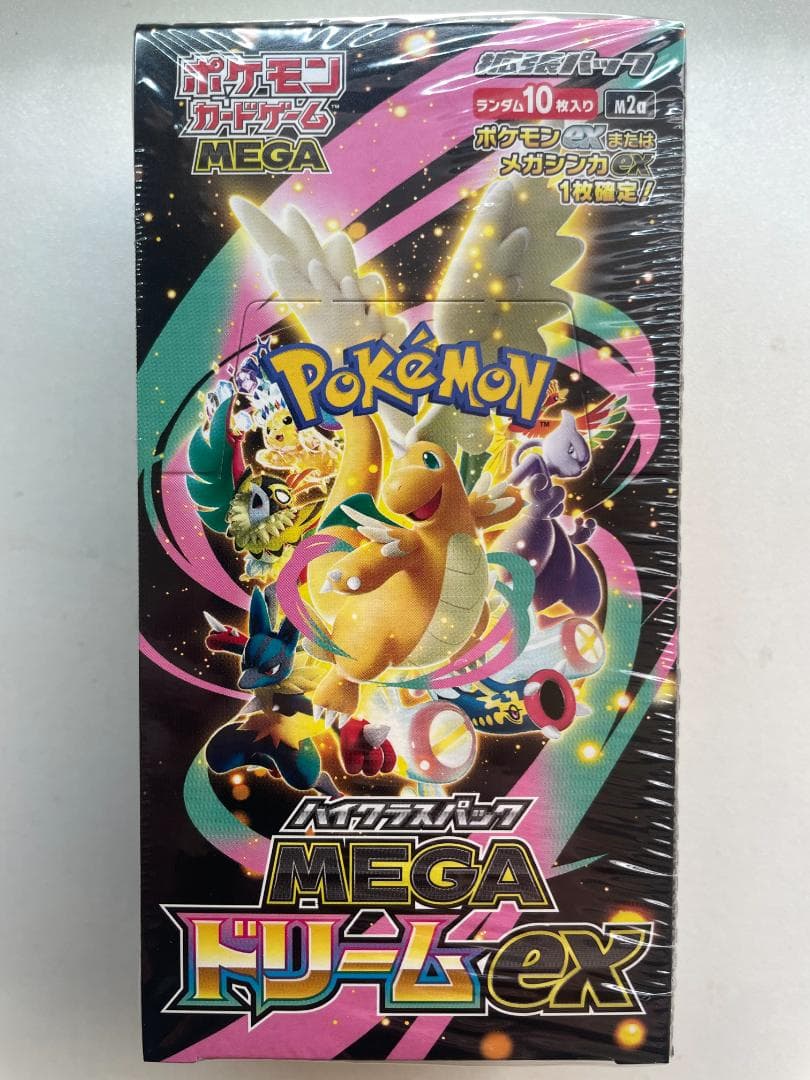 ポケモン
カードゲーム™
MEGA
拡張パック
ランダム10枚入り M2a
ポケモンexまたは
メガシンカex
1枚確定!
POKÉMON™
ハイクラスパック
MEGA
ドリームex